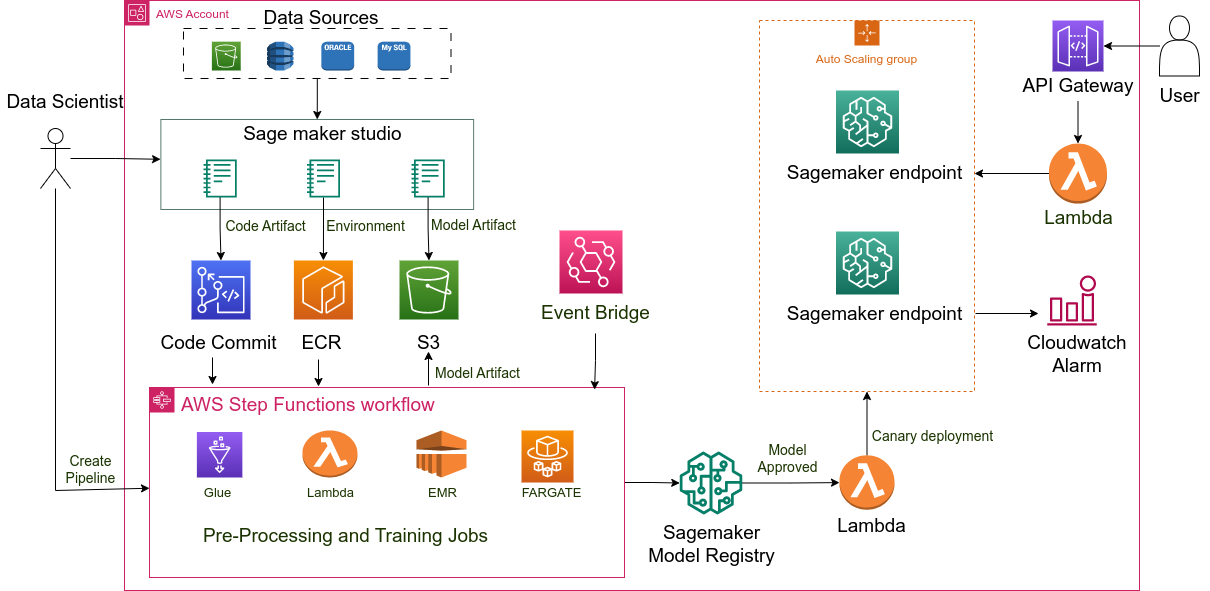 AWS Account
Data Sources
ORACLE
My SQL
Auto Scaling group
API Gateway
User
Data Scientist
Sage maker studio
Sagemaker endpoint
Lambda
Code Artifact
Environment
Model Artifact
Event Bridge
Sagemaker endpoint
Code Commit
ECR
S3
Cloudwatch
Alarm
Model Artifact
AWS Step Functions workflow
Canary deployment
Create
Pipeline
Model
Approved
Glue
Lambda
EMR
FARGATE
Lambda
Pre-Processing and Training Jobs
Sagemaker
Model Registry